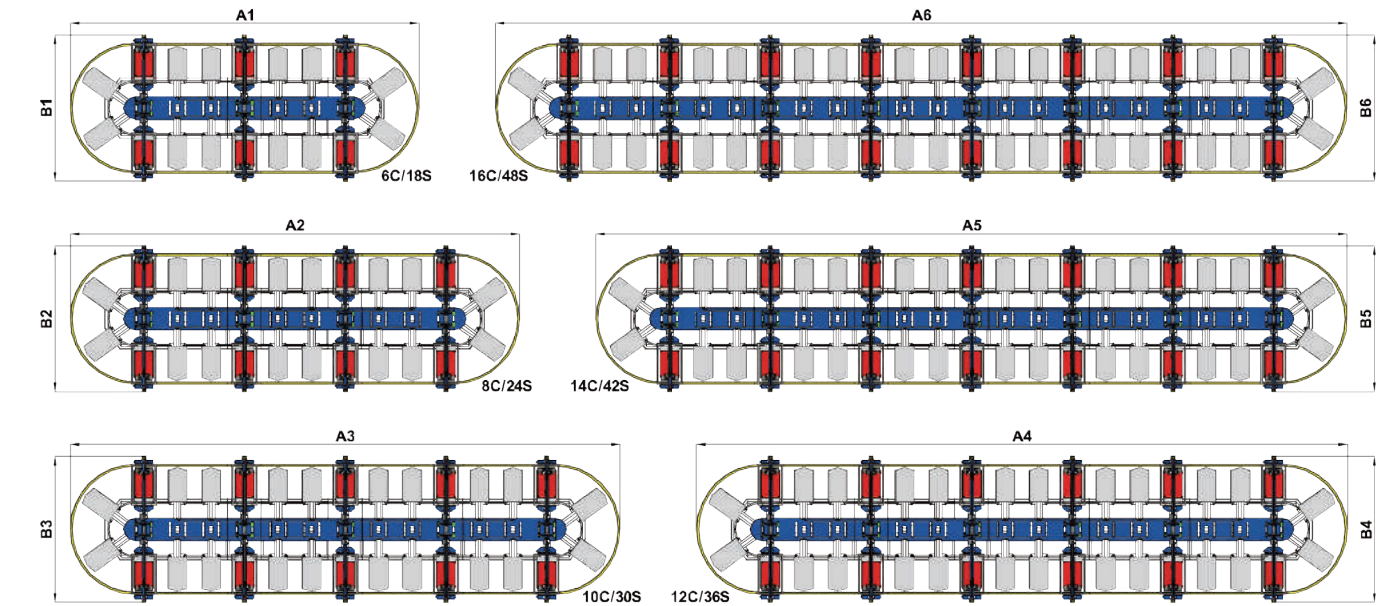 A1
A6
B1
B6
6C/18S
16C/48S
A2
A5
B2
B5
8C/24S
14C/42S
A3
A4
B3
B4
10C/30S
12C/36S